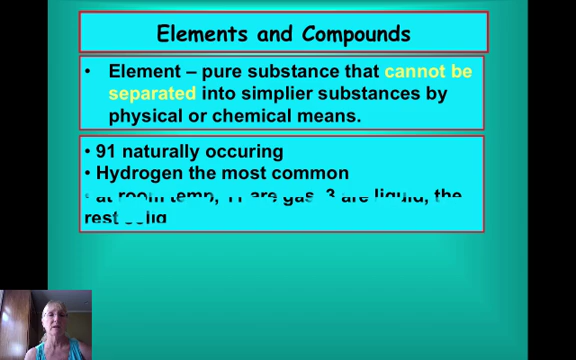 Elements and Compounds
• Element – pure substance that cannot be
separated into simplier substances by
physical or chemical means.
• 91 naturally occuring
• Hydrogen the most common
• at room temp, 11 are gas, 3 are liquid, the
rest solid